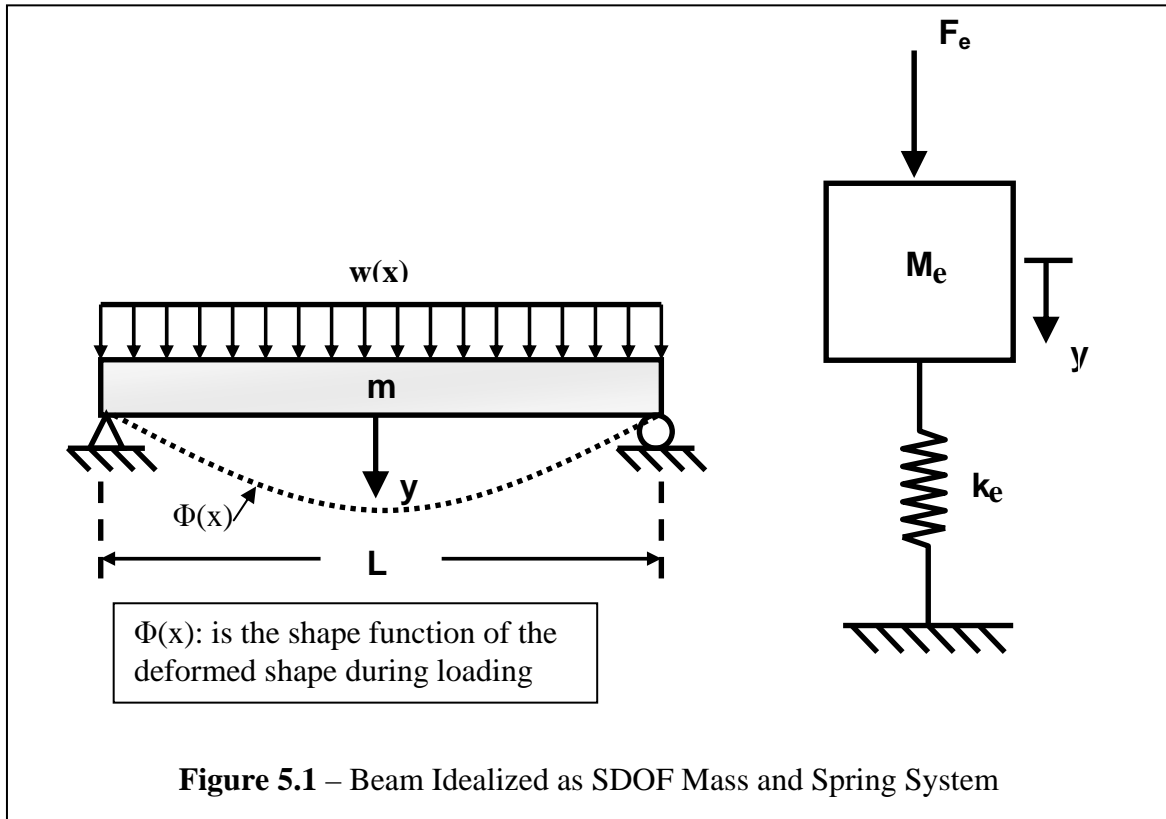 Fₑ
w(x)
Mₑ
y
m
y
kₑ
Φ(x)
L
Φ(x): is the shape function of the
deformed shape during loading
Figure 5.1 – Beam Idealized as SDOF Mass and Spring System